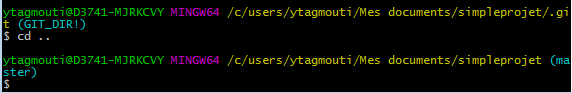 ytagmouti@D3741-MJRKCVY MINGW64 /c/users/ytagmouti/Mes documents/simpleprojet/.gi
t (GIT_DIR!)
$ cd ..
ytagmouti@D3741-MJRKCVY MINGW64 /c/users/ytagmouti/Mes documents/simpleprojet (ma
ster)
$